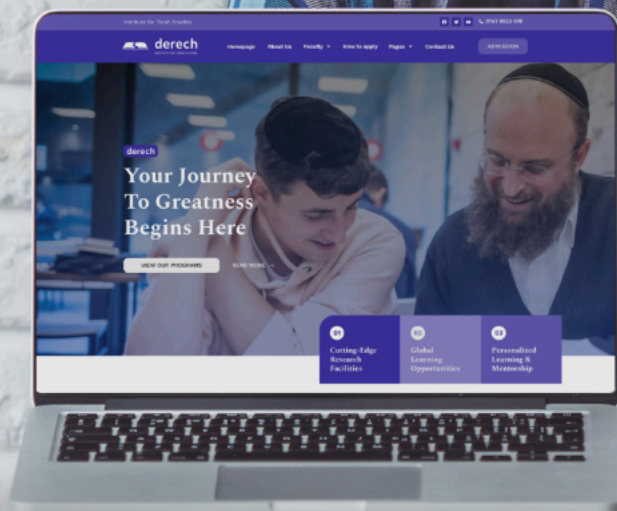 Institute for Torah Studies
derech
Homepage About Us Faculty How to apply Pages Contact Us ADMISSION
derech
Your Journey
To Greatness
Begins Here
VIEW OUR PROGRAMS READ MORE
01
Cutting-Edge
Research
Facilities
02
Global
Learning
Opportunities
03
Personalized
Learning &
Mentorship